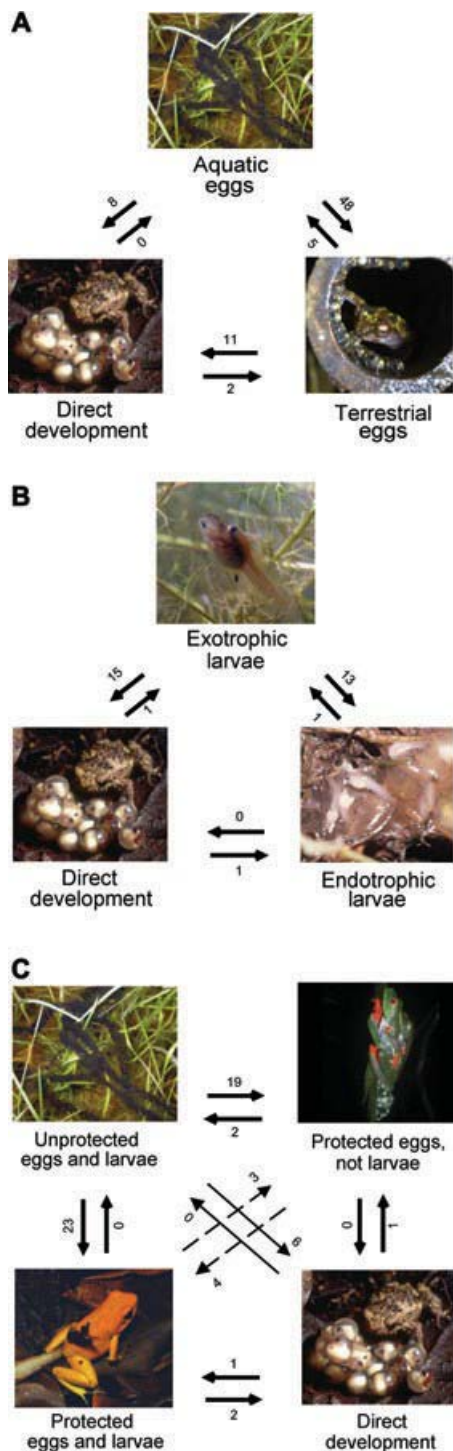 A
Aquatic
eggs
8
0
48
5
11
2
Direct
development
Terrestrial
eggs
B
Exotrophic
larvae
15
1
13
1
0
1
Direct
development
Endotrophic
larvae
C
19
2
Unprotected
eggs and larvae
Protected eggs,
not larvae
23
0
0
3
8
4
0
1
1
2
Protected
eggs and larvae
Direct
development